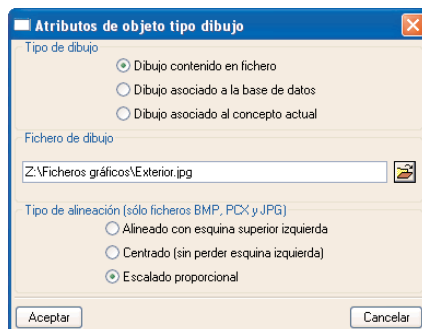 Atributos de objeto tipo dibujo
Tipo de dibujo
Dibujo contenido en fichero
Dibujo asociado a la base de datos
Dibujo asociado al concepto actual
Fichero de dibujo
Z:\Ficheros gráficos\Exterior.jpg
Tipo de alineación (sólo ficheros BMP, PCX y JPG)
Alineado con esquina superior izquierda
Centrado (sin perder esquina izquierda)
Escalado proporcional
Aceptar Cancelar